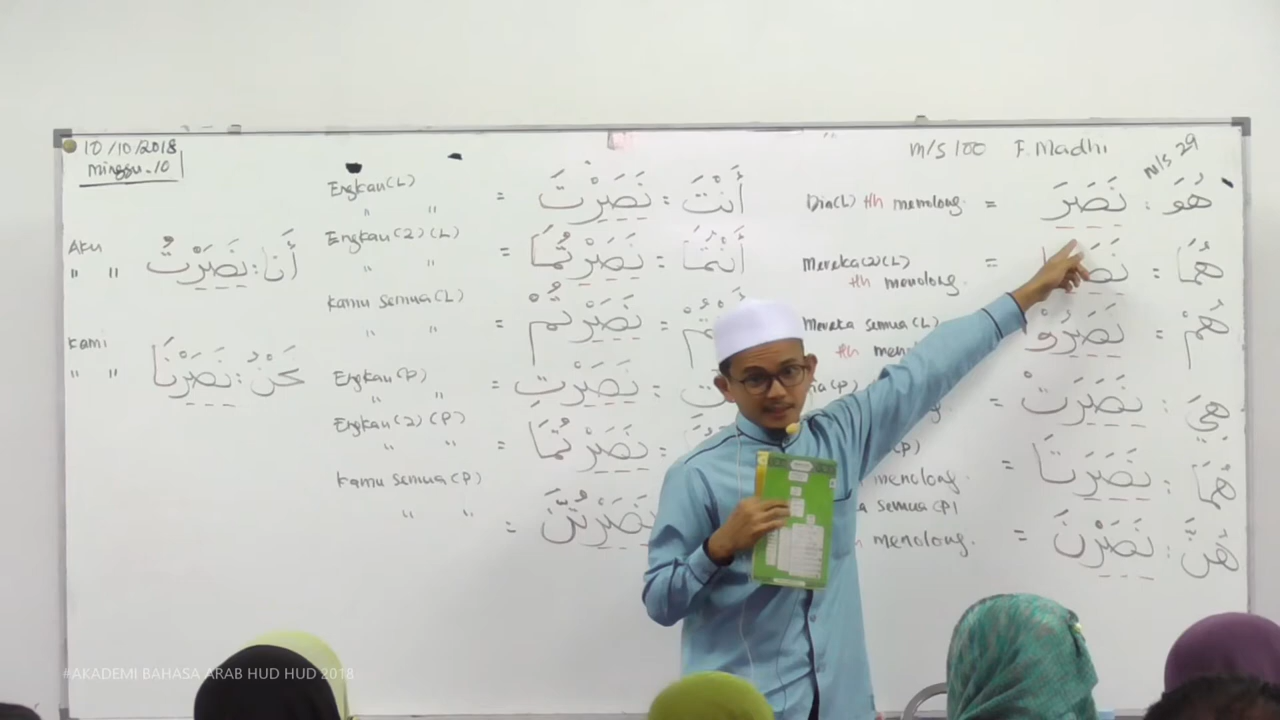 10/10/2018
minggu.10
m/s 100 F. Madhi
m/s 29
هُوَ : نَصَرَ = Dia(L) tlh menolong.
هُمَا : = Mereka(2)(L)
tlh menolong.
هُمْ : نَصَرُوْا Mereka semua (L)
tlh
هِيَ : نَصَرَتْ =
هُمَا : نَصَرَتَا = menolong.
هُنَّ : نَصَرْنَ = menolong.
أَنْتَ : نَصَرْتَ = Engkau(L)
" "
أَنْتُمَا : نَصَرْتُمَا = Engkau(2)(L)
" "
: نَصَرْتُمْ = Kamu semua(L)
" "
: نَصَرْتِ = Engkau(P)
" "
: نَصَرْتُمَا = Engkau(2)(P)
" "
نَصَرْتُنَّ = Kamu semua(P)
" "
أَنَا : نَصَرْتُ Aku
" "
نَحْنُ : نَصَرْنَا Kami
" "
#AKADEMI BAHASA ARAB HUD HUD 2018